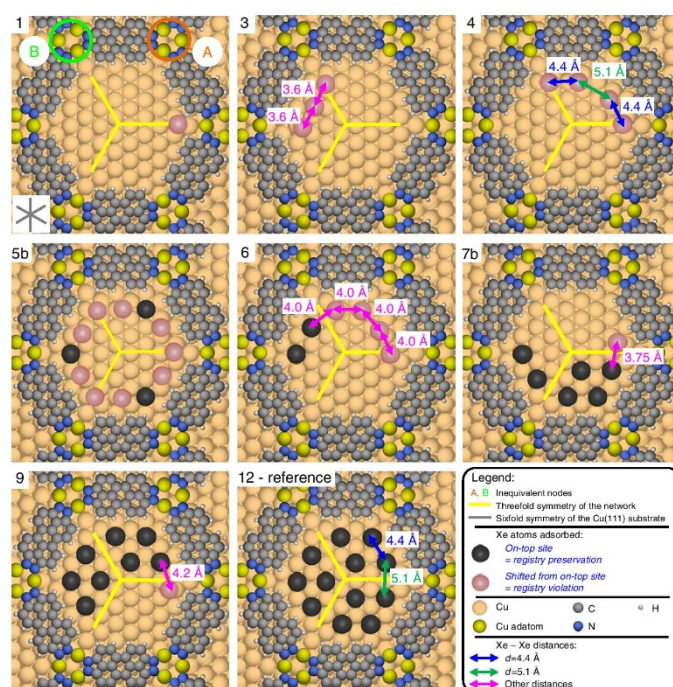 1
B
A
3
3.6 Å
3.6 Å
4
4.4 Å
5.1 Å
4.4 Å
5b
6
4.0 Å
4.0 Å
4.0 Å
4.0 Å
7b
3.75 Å
9
4.2 Å
12 - reference
4.4 Å
5.1 Å
Legend:
A, B Inequivalent nodes
Threefold symmetry of the network
Sixfold symmetry of the Cu(111) substrate
Xe atoms adsorbed:
On-top site
= registry preservation
Shifted from on-top site
= registry violation
Cu C H
Cu adatom N
Xe – Xe distances:
d=4.4 Å
d=5.1 Å
Other distances